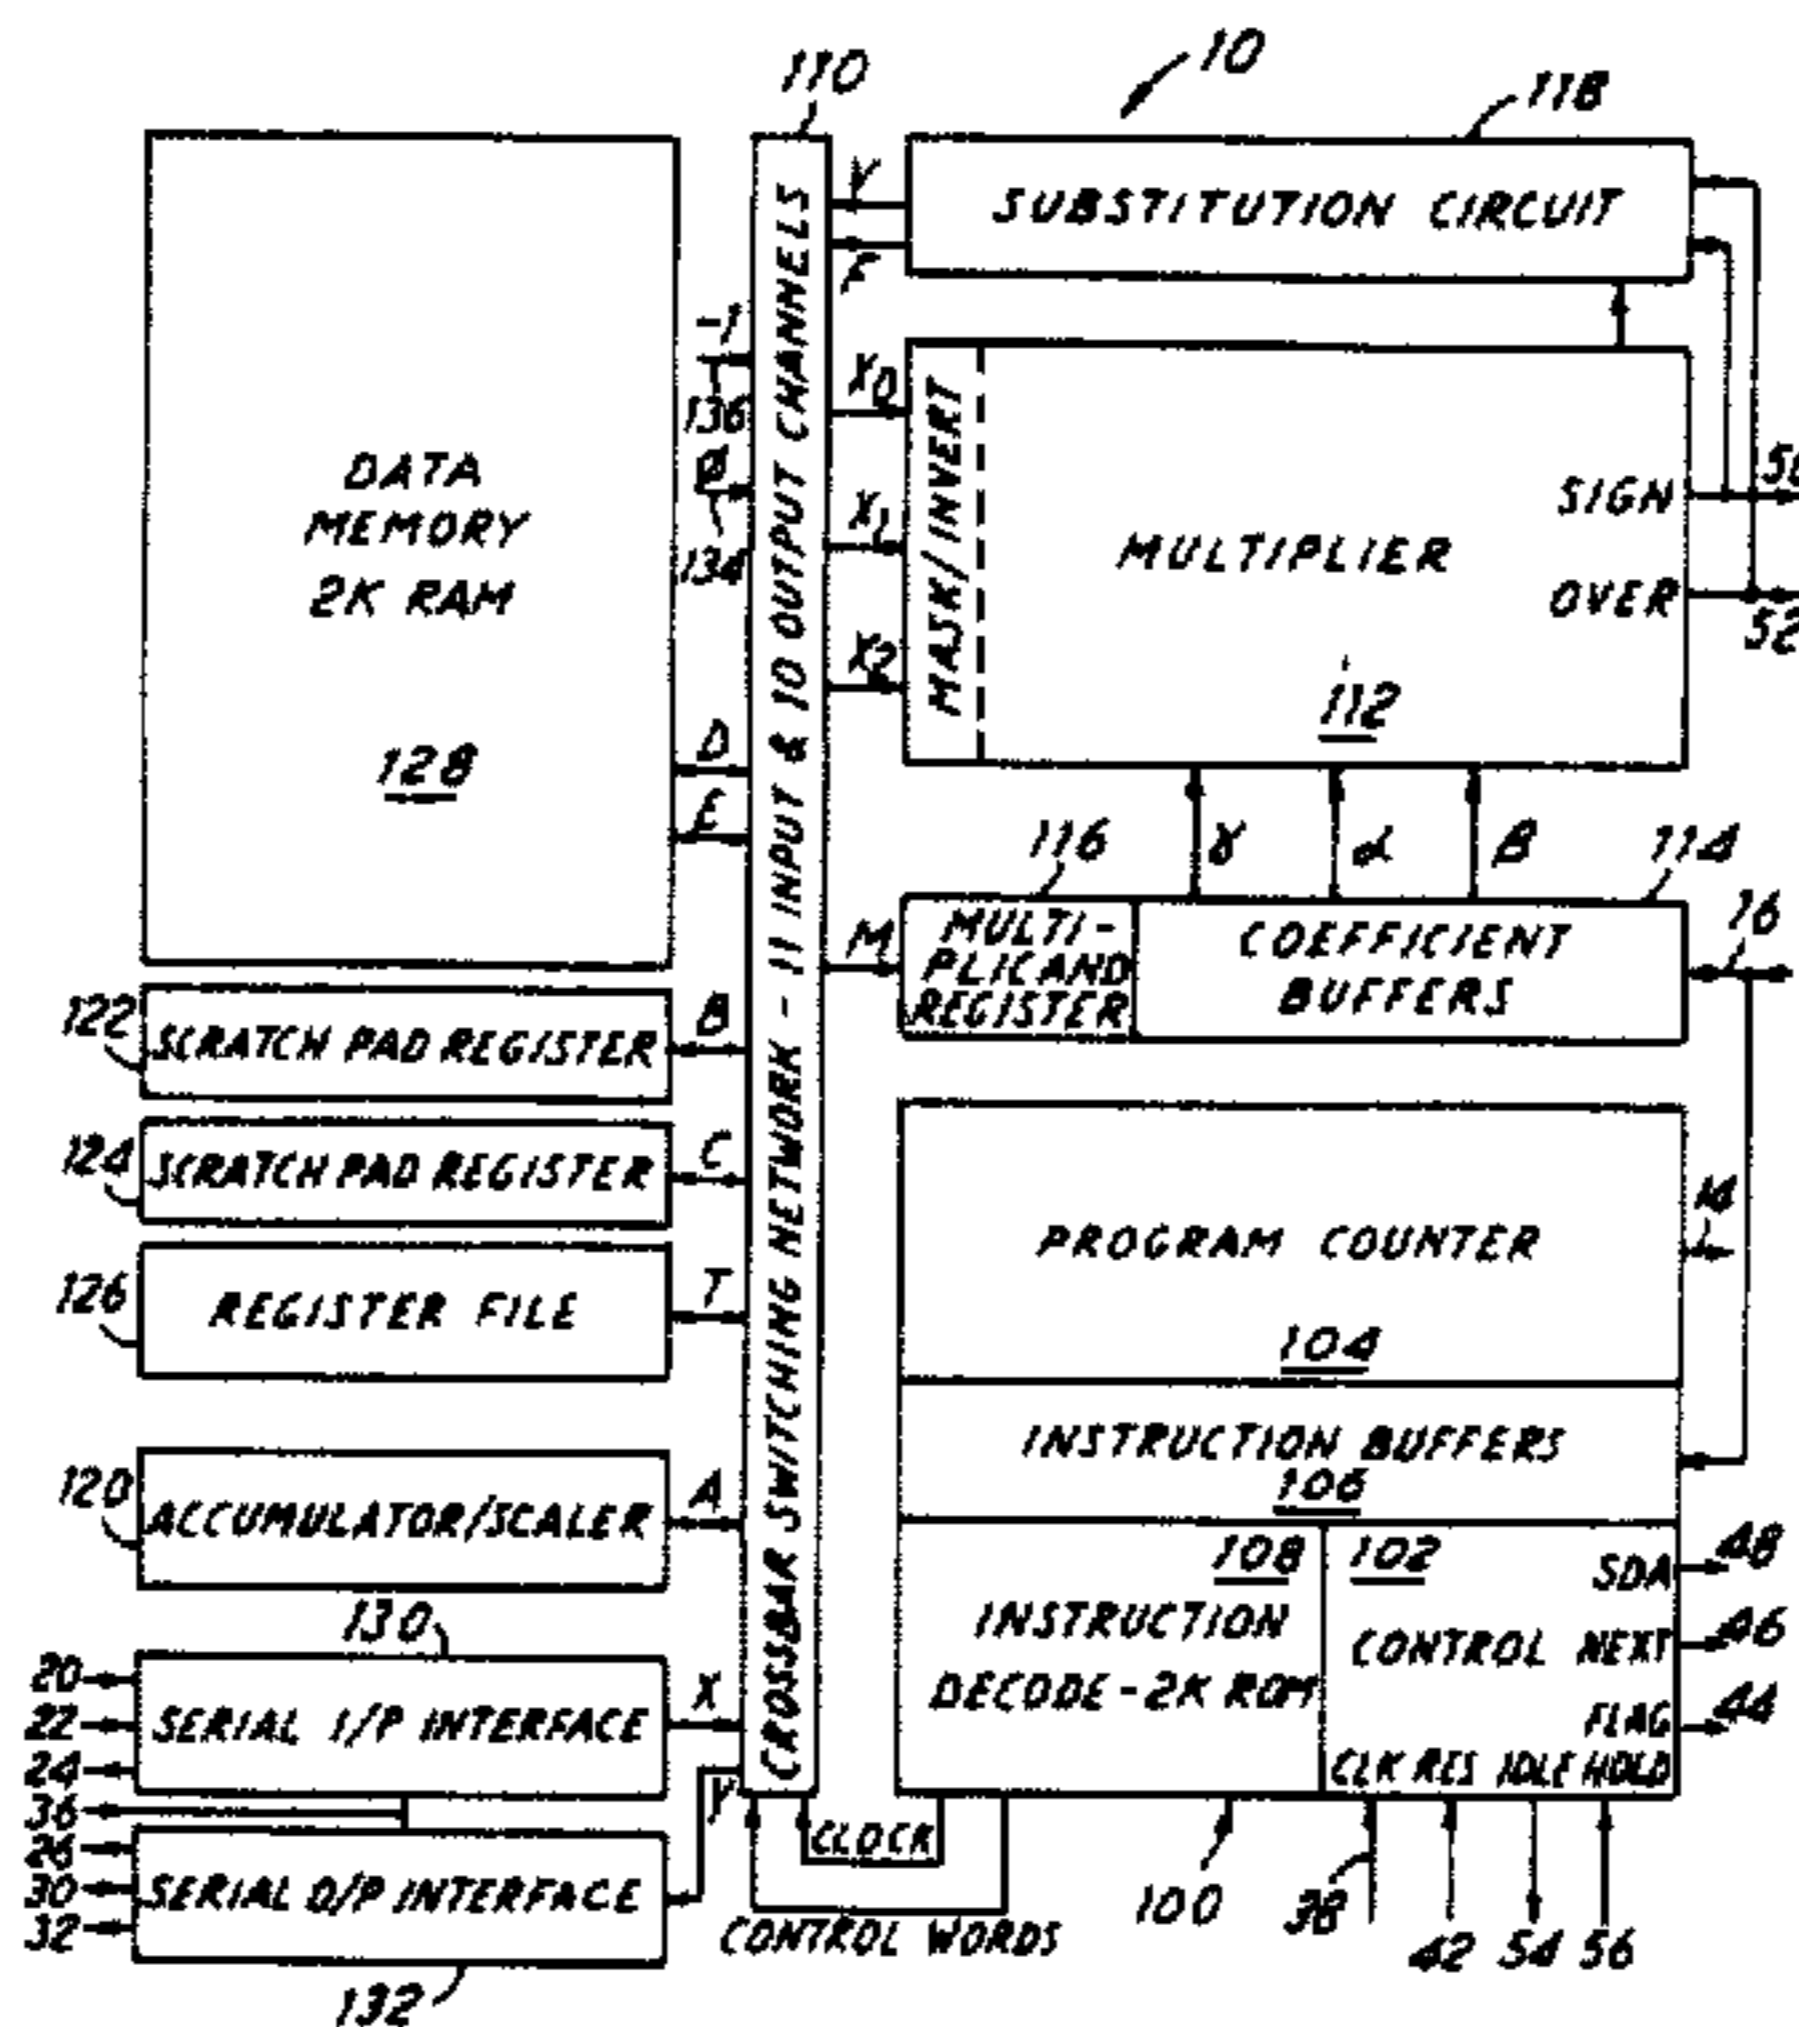 10
110
118
SUBSTITUTION CIRCUIT
V
DATA
MEMORY
2K RAM
128
-1
136
Ø
134
CROSSBAR SWITCHING NETWORK - 11 INPUT & 10 OUTPUT CHANNELS
X0
X1
X2
MASK/INVERT
MULTIPLIER
112
SIGN
OVER
52
D
E
γ
α
β
116
114
16
M
MULTI-
PLICAND
REGISTER
COEFFICIENT
BUFFERS
122
SCRATCH PAD REGISTER
B
124
SCRATCH PAD REGISTER
C
126
REGISTER FILE
T
PROGRAM COUNTER
104
14
INSTRUCTION BUFFERS
106
120
ACCUMULATOR/SCALER
A
108
INSTRUCTION
DECODE - 2K ROM
102
CONTROL
SDA
48
NEXT
46
FLAG
44
CLK RES IDLE HOLD
130
20
22
24
SERIAL I/P INTERFACE
X
36
30
32
SERIAL O/P INTERFACE
Y
132
CLOCK
CONTROL WORDS
100
38
42
54
56